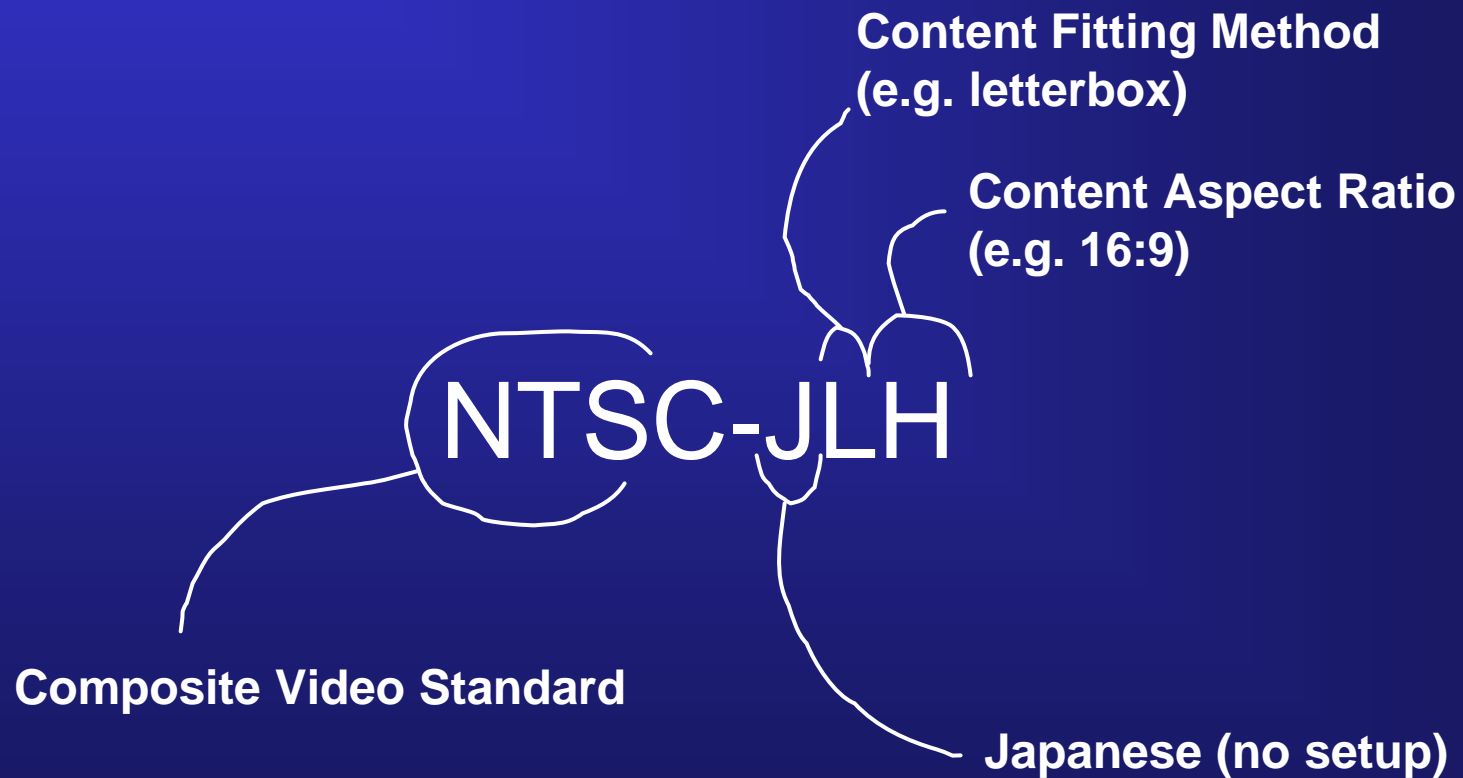 Content Fitting Method
(e.g. letterbox)
Content Aspect Ratio
(e.g. 16:9)
NTSC-JLH
Composite Video Standard
Japanese (no setup)